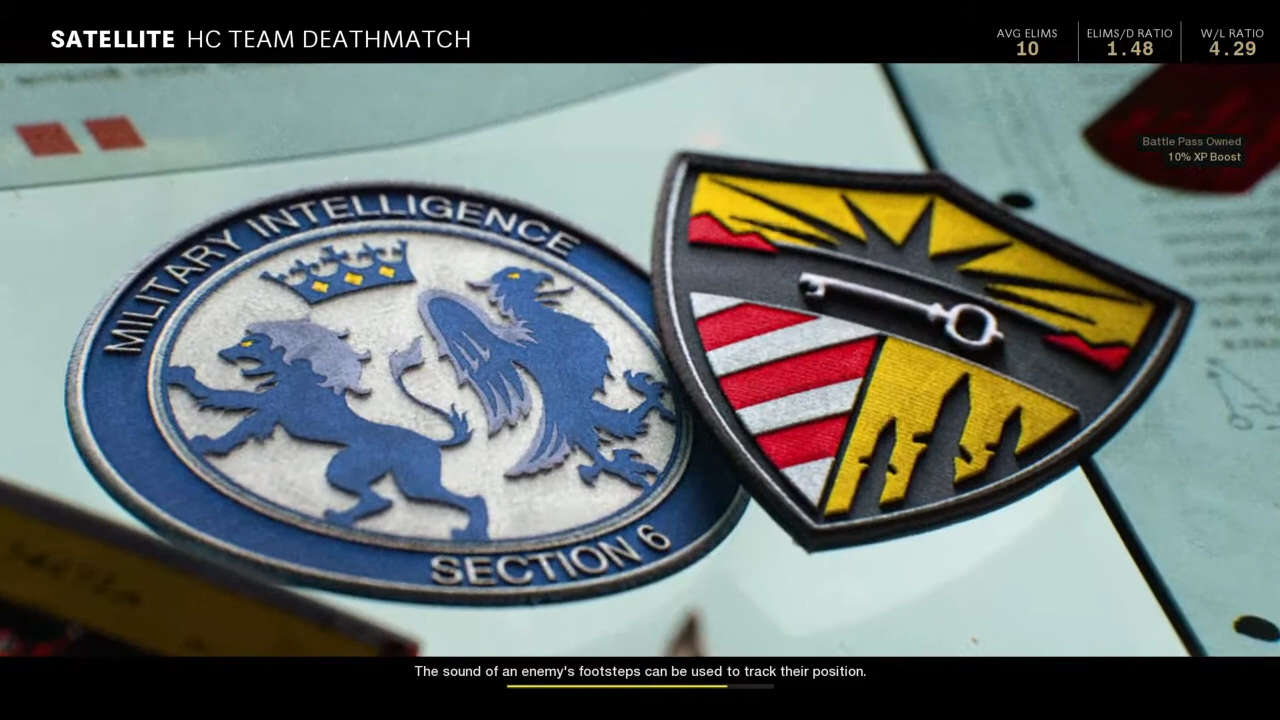 SATELLITE HC TEAM DEATHMATCH
AVG ELIMS
10
ELIMS/D RATIO
1.48
W/L RATIO
4.29
Battle Pass Owned
10% XP Boost
MILITARY INTELLIGENCE
SECTION 6
The sound of an enemy's footsteps can be used to track their position.